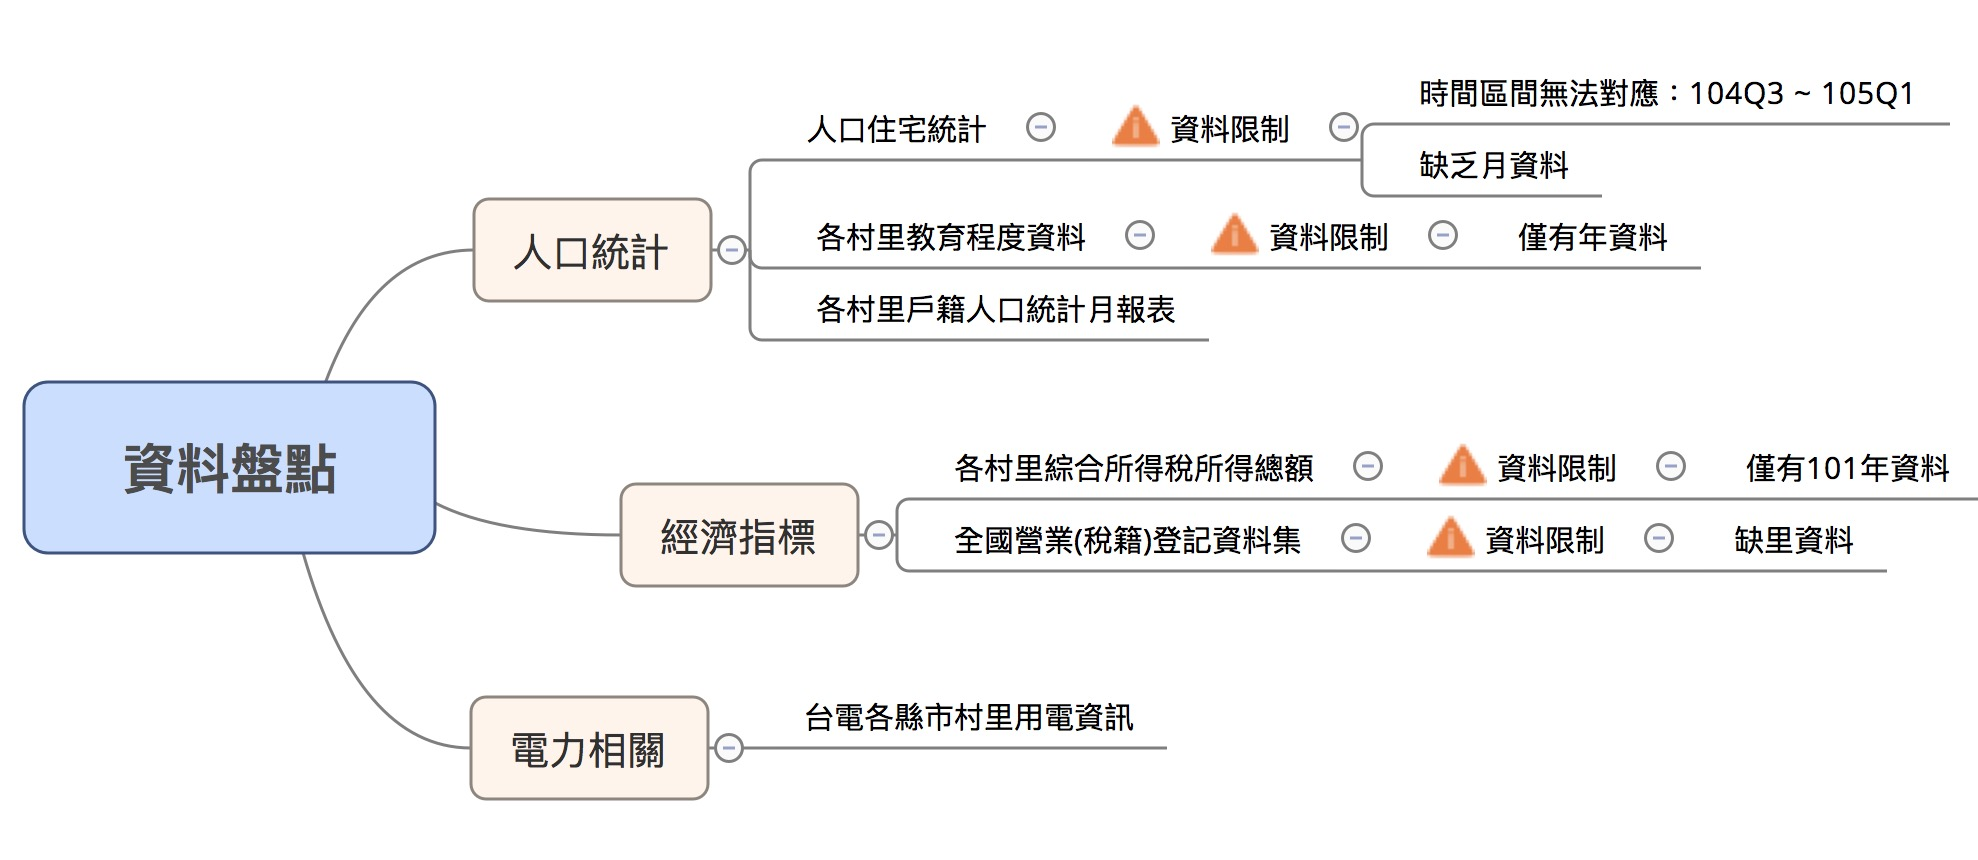 資料盤點
人口統計
人口住宅統計
資料限制
時間區間無法對應：104Q3 ~ 105Q1
缺乏月資料
各村里教育程度資料
資料限制
僅有年資料
各村里戶籍人口統計月報表
經濟指標
各村里綜合所得稅所得總額
資料限制
僅有101年資料
全國營業(稅籍)登記資料集
資料限制
缺里資料
電力相關
台電各縣市村里用電資訊